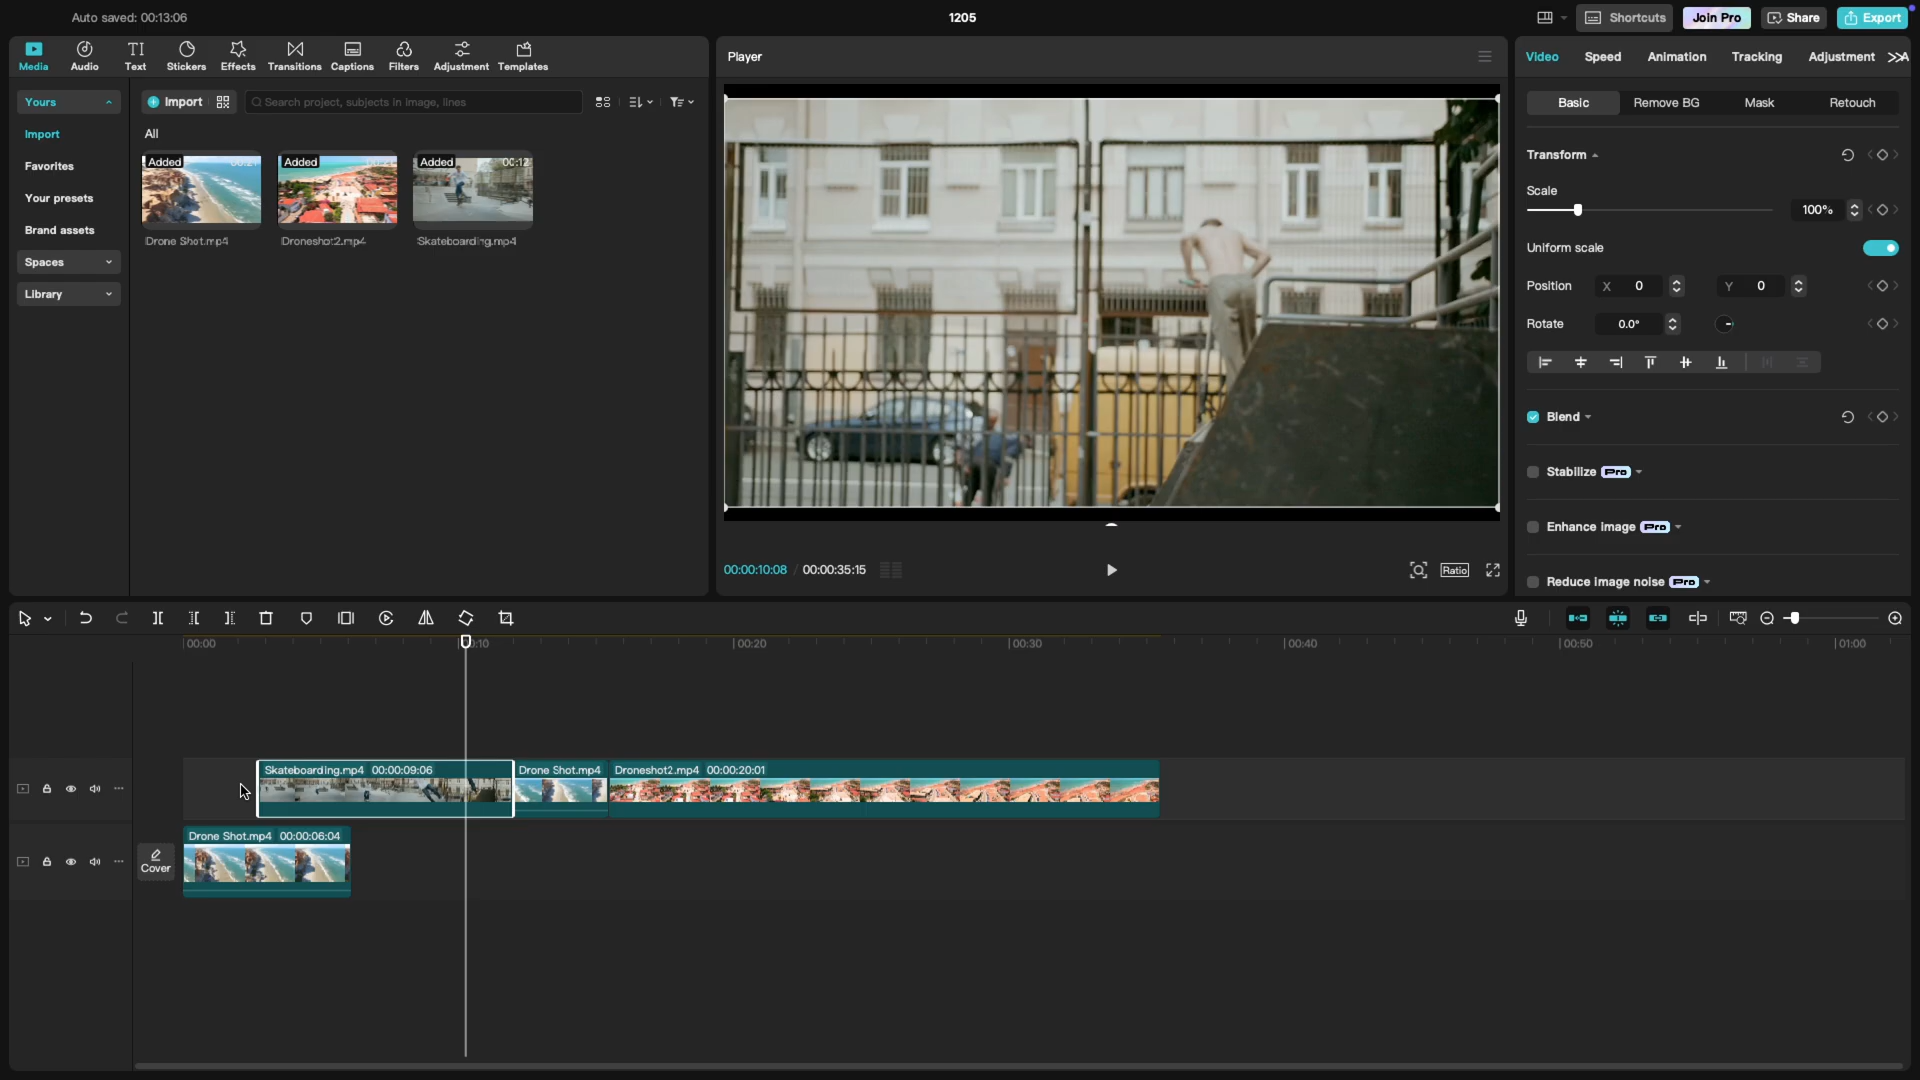 Auto saved: 00:13:06
1205
Shortcuts
Join Pro
Share
Export
Media
Audio
Text
Stickers
Effects
Transitions
Captions
Filters
Adjustment
Templates
Yours
Import
Favorites
Your presets
Brand assets
Spaces
Library
Import
Search project, subjects in image, lines
All
Added
Added
Added 00:12
Drone Shot.mp4
Droneshot2.mp4
Skateboarding.mp4
Player
00:00:10:08 / 00:00:35:15
Ratio
Video
Speed
Animation
Tracking
Adjustment
Basic
Remove BG
Mask
Retouch
Transform
Scale
100%
Uniform scale
Position X 0 Y 0
Rotate 0.0°
Blend
Stabilize Pro
Enhance image Pro
Reduce image noise Pro
00:00
00:20
00:30
00:40
00:50
01:00
Skateboarding.mp4 00:00:09:06
Drone Shot.mp4
Droneshot2.mp4 00:00:20:01
Cover
Drone Shot.mp4 00:00:06:04